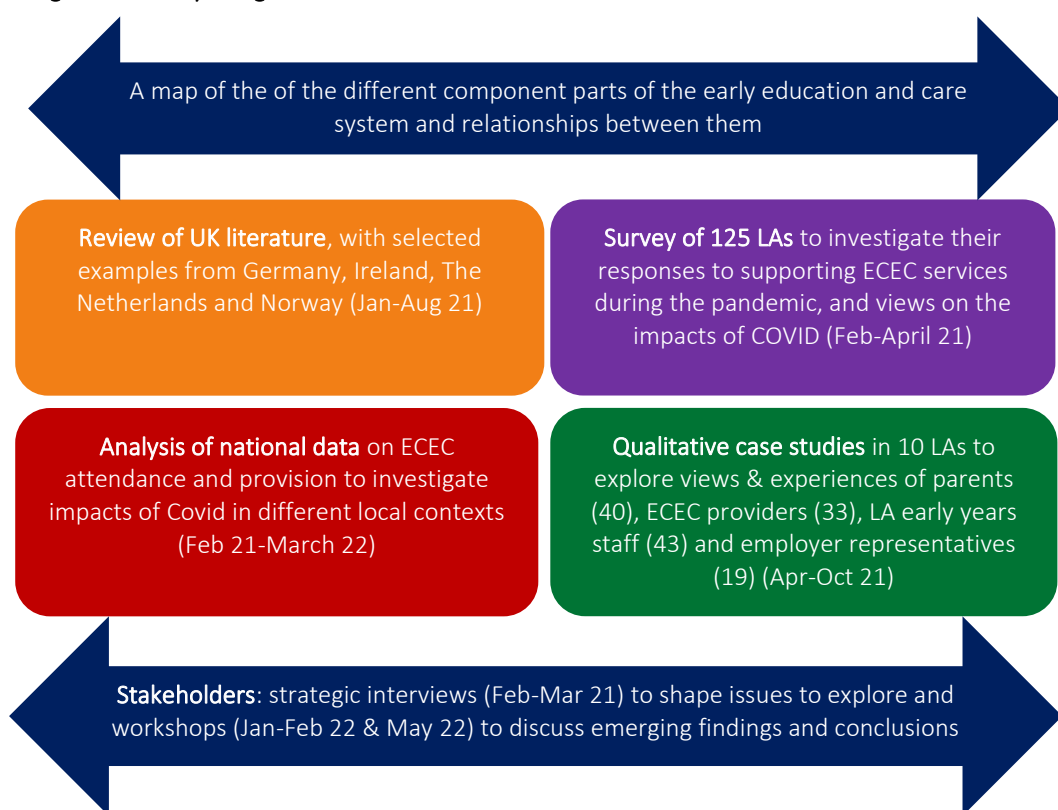 A map of the of the different component parts of the early education and care
system and relationships between them
Review of UK literature, with selected
examples from Germany, Ireland, The
Netherlands and Norway (Jan-Aug 21)
Survey of 125 LAs to investigate their
responses to supporting ECEC services
during the pandemic, and views on the
impacts of COVID (Feb-April 21)
Analysis of national data on ECEC
attendance and provision to investigate
impacts of Covid in different local contexts
(Feb 21-March 22)
Qualitative case studies in 10 LAs to
explore views & experiences of parents
(40), ECEC providers (33), LA early years
staff (43) and employer representatives
(19) (Apr-Oct 21)
Stakeholders: strategic interviews (Feb-Mar 21) to shape issues to explore and
workshops (Jan-Feb 22 & May 22) to discuss emerging findings and conclusions